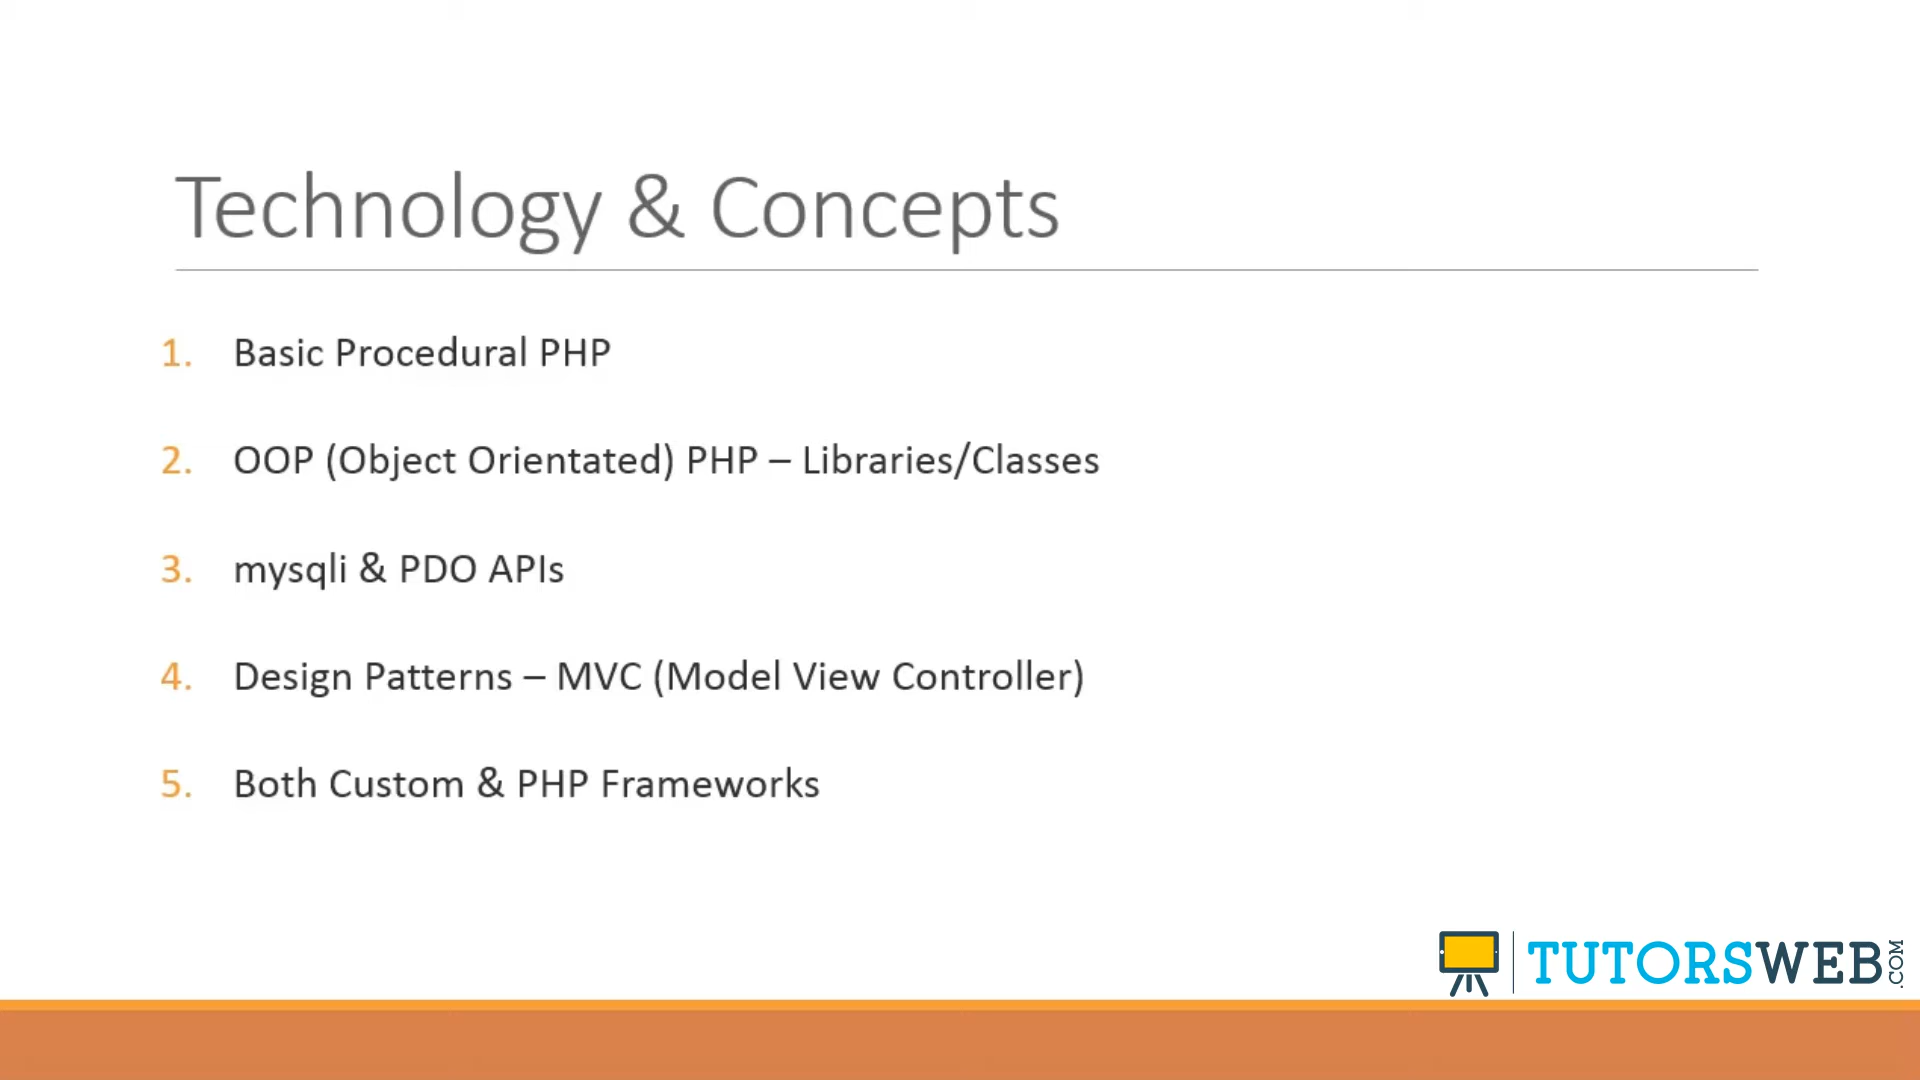 Technology & Concepts
1. Basic Procedural PHP
2. OOP (Object Orientated) PHP – Libraries/Classes
3. mysqli & PDO APIs
4. Design Patterns – MVC (Model View Controller)
5. Both Custom & PHP Frameworks
TUTORSWEB.COM